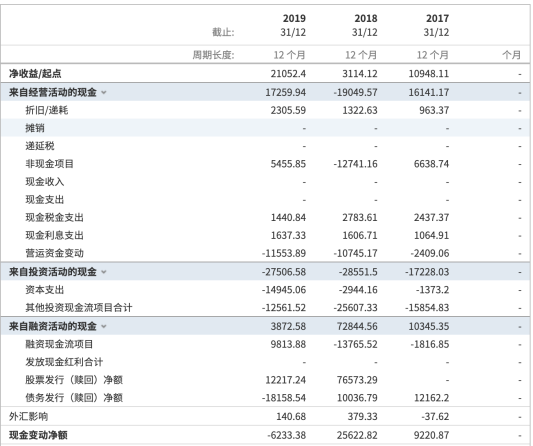 2019 2018 2017
截止: 31/12 31/12 31/12
周期长度: 12 个月 12 个月 12 个月 个月
净收益/起点 21052.4 3114.12 10948.11 -
来自经营活动的现金 17259.94 -19049.57 16141.17 -
折旧/递耗 2305.59 1322.63 963.37 -
摊销 - - - -
递延税 - - - -
非现金项目 5455.85 -12741.16 6638.74 -
现金收入 - - - -
现金支出 - - - -
现金税金支出 1440.84 2783.61 2437.37 -
现金利息支出 1637.33 1606.71 1064.91 -
营运资金变动 -11553.89 -10745.17 -2409.06 -
来自投资活动的现金 -27506.58 -28551.5 -17228.03 -
资本支出 -14945.06 -2944.16 -1373.2 -
其他投资现金流项目合计 -12561.52 -25607.33 -15854.83 -
来自融资活动的现金 3872.58 72844.56 10345.35 -
融资现金流项目 9813.88 -13765.52 -1816.85 -
发放现金红利合计 - - - -
股票发行（赎回）净额 12217.24 76573.29 - -
债务发行（赎回）净额 -18158.54 10036.79 12162.2 -
外汇影响 140.68 379.33 -37.62 -
现金变动净额 -6233.38 25622.82 9220.87 -